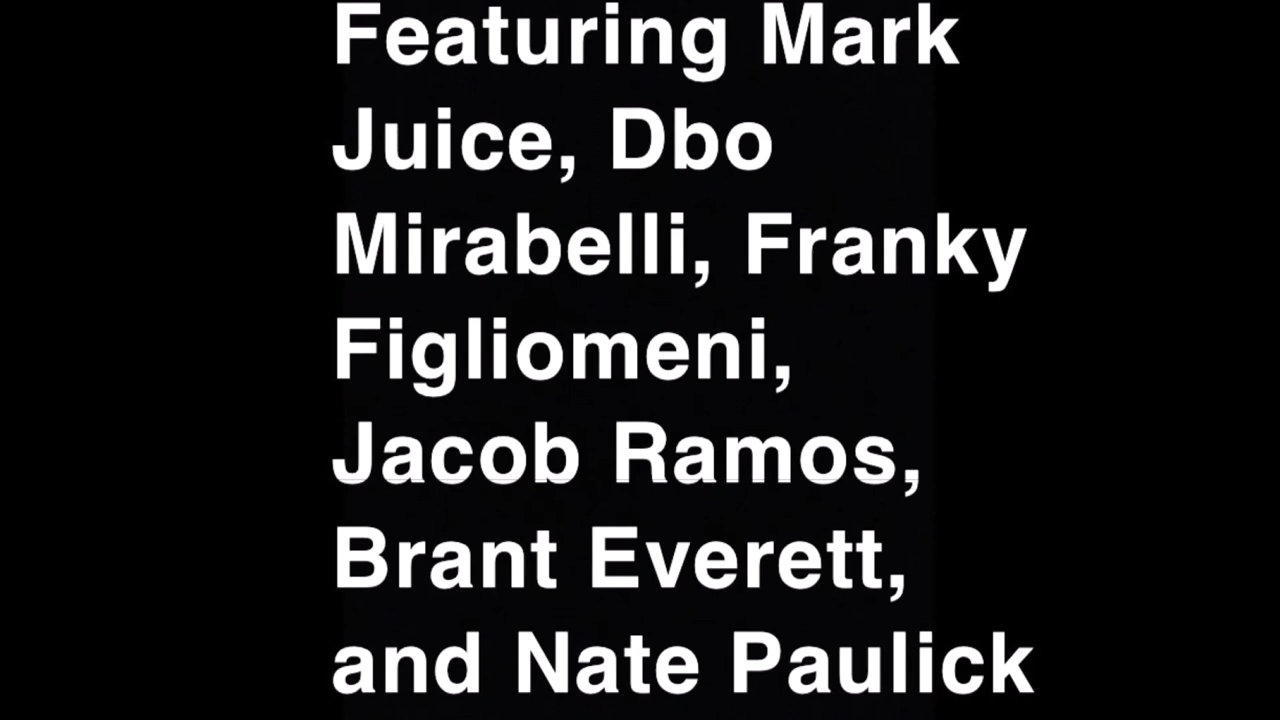 Featuring Mark
Juice, Dbo
Mirabelli, Franky
Figliomeni,
Jacob Ramos,
Brant Everett,
and Nate Paulick